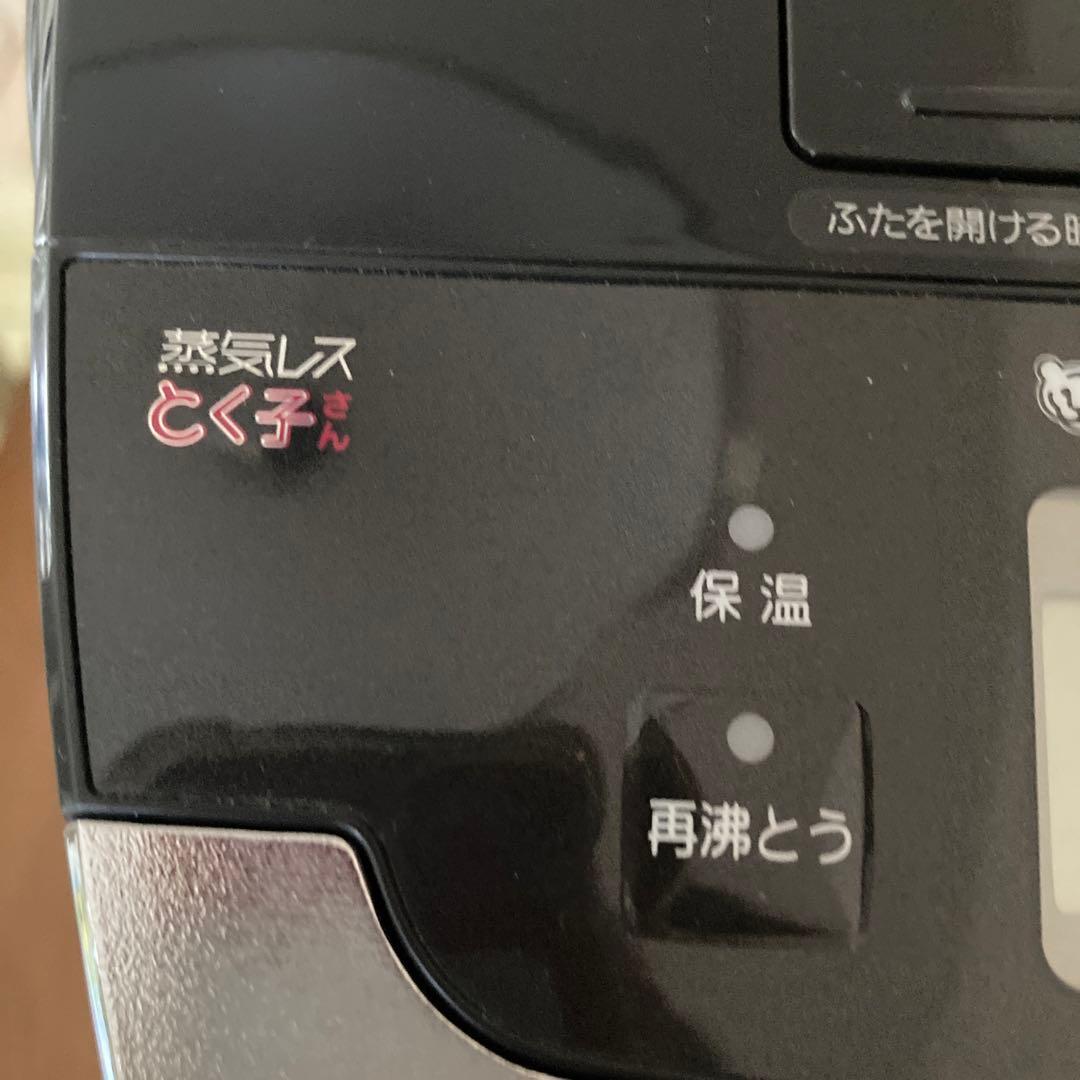 ふたを開ける時
蒸気レス
とく子さん
保温
再沸とう